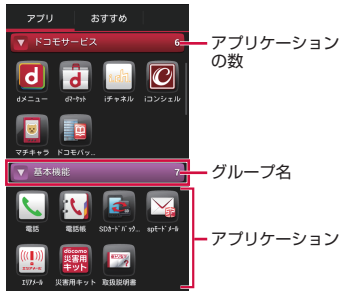 アプリ おすすめ
ドコモサービス 6
アプリケーション
の数
d
d
ch
C
dメニュー dマーケット iチャネル iコンシェル
マチキャラ ドコモバッ...
基本機能 7
グループ名
電話 電話帳 SDカードバック... spモードメール
アプリケーション
エリアメール
docomo
災害用
キット
エリアメール 災害用キット 取扱説明書